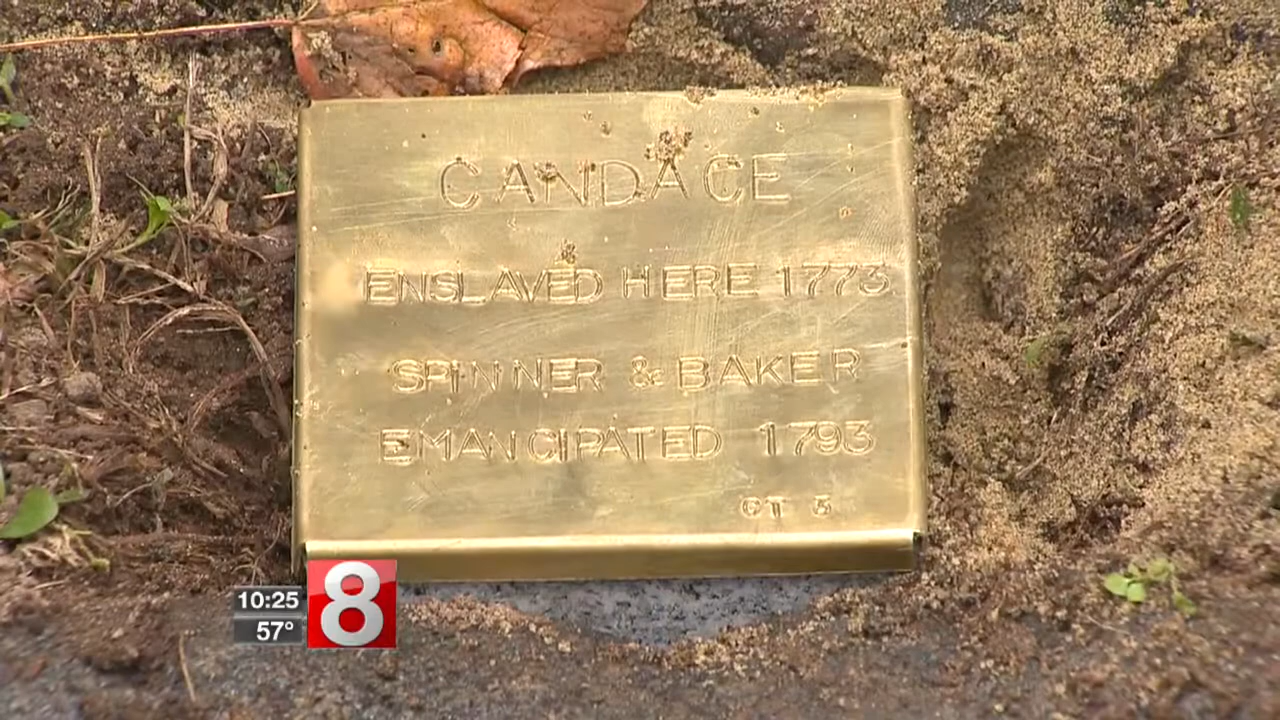 CANDACE
ENSLAVED HERE 1773
SPINNER & BAKER
EMANCIPATED 1793
CT 5
10:25
57°
8